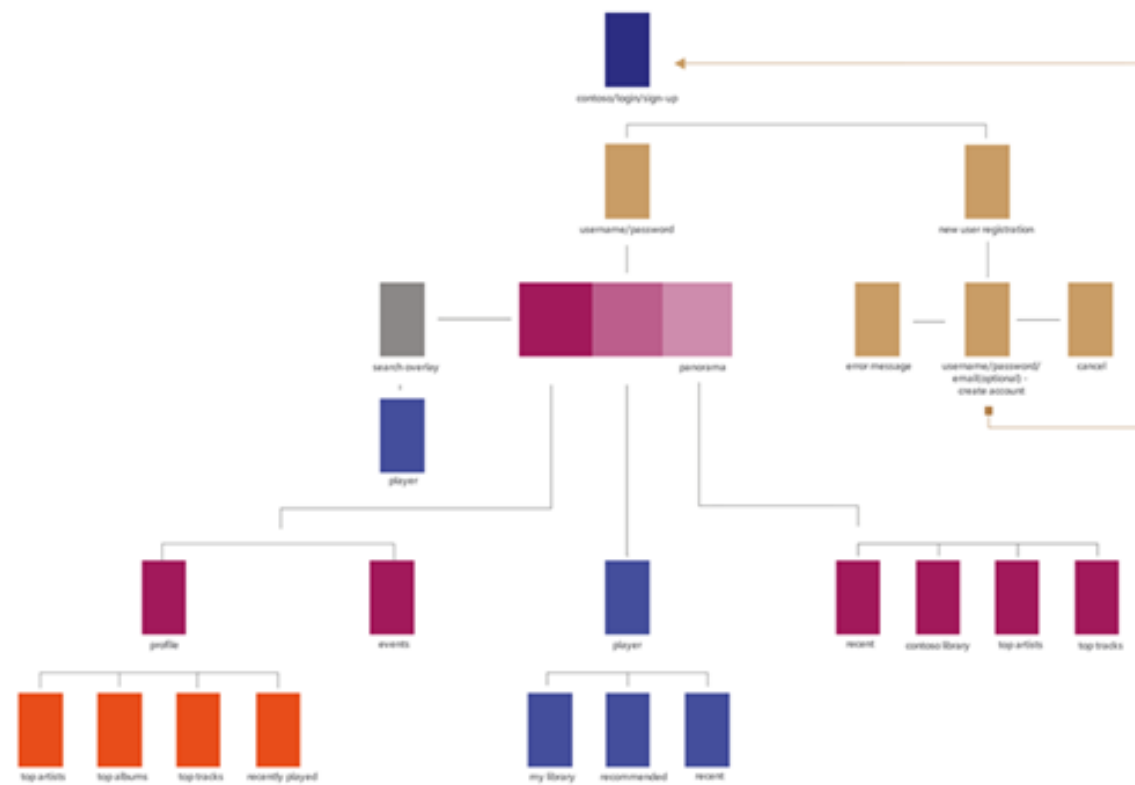 contoso/login/sign-up
username/password
new user registration
search overlay
panorama
error message
username/password/
email(optional) -
create account
cancel
player
profile
events
player
recent
contoso library
top artists
top tracks
top artists
top albums
top tracks
recently played
my library
recommended
recent